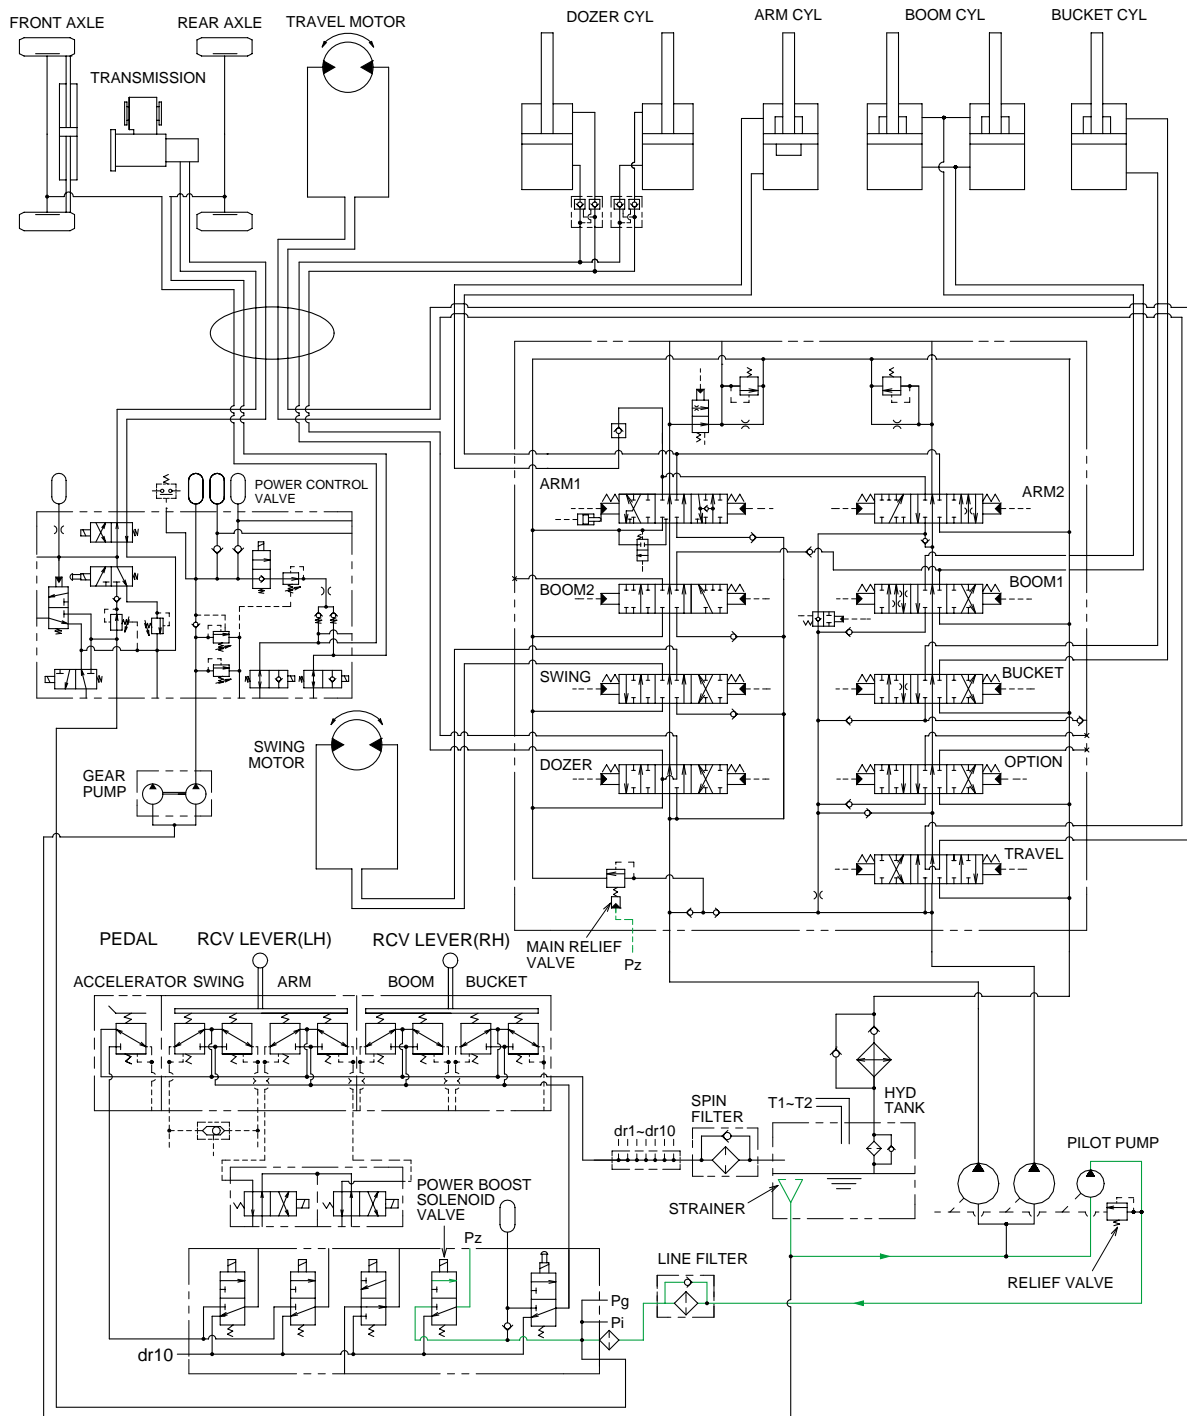 FRONT AXLE
REAR AXLE
TRAVEL MOTOR
DOZER CYL
ARM CYL
BOOM CYL
BUCKET CYL
TRANSMISSION
POWER CONTROL
VALVE
ARM1
ARM2
BOOM2
BOOM1
SWING
BUCKET
DOZER
OPTION
SWING
MOTOR
GEAR
PUMP
TRAVEL
MAIN RELIEF
VALVE
Pz
PEDAL
RCV LEVER(LH)
RCV LEVER(RH)
ACCELERATOR
SWING
ARM
BOOM
BUCKET
HYD
TANK
SPIN
FILTER
T1~T2
dr1~dr10
PILOT PUMP
STRAINER
POWER BOOST
SOLENOID
VALVE
Pz
LINE FILTER
RELIEF VALVE
Pg
Pi
dr10